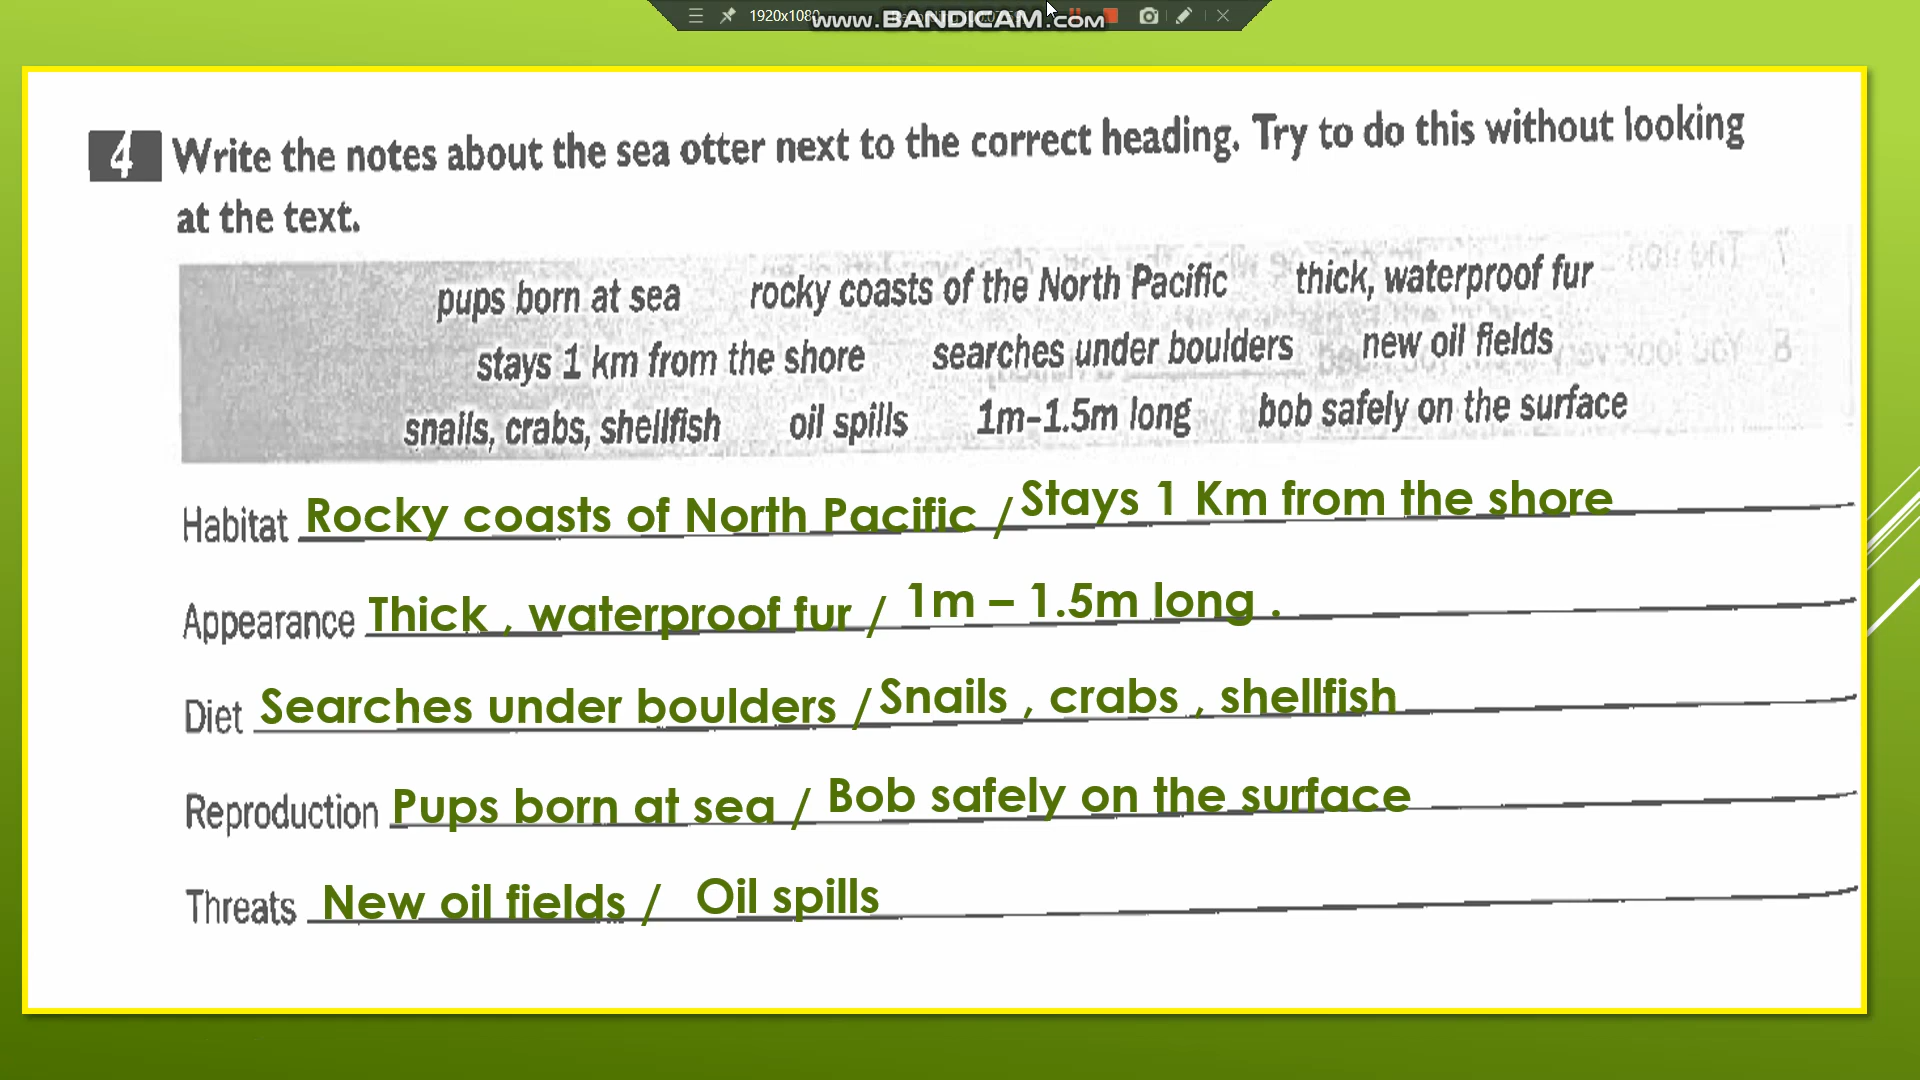 1920x1080
www.BANDICAM.com
4 Write the notes about the sea otter next to the correct heading. Try to do this without looking
at the text.
pups born at sea rocky coasts of the North Pacific thick, waterproof fur
stays 1 km from the shore searches under boulders new oil fields
snails, crabs, shellfish oil spills 1m–1.5m long bob safely on the surface
Habitat Rocky coasts of North Pacific / Stays 1 Km from the shore
Appearance Thick , waterproof fur / 1m – 1.5m long .
Diet Searches under boulders / Snails , crabs , shellfish
Reproduction Pups born at sea / Bob safely on the surface
Threats New oil fields / Oil spills